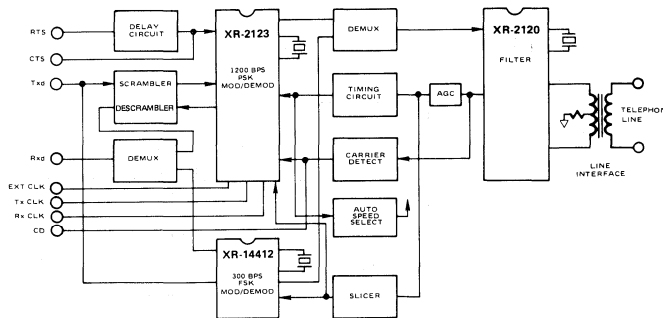 RTS
DELAY
CIRCUIT
CTS
Txd
SCRAMBLER
DESCRAMBLER
Rxd
DEMUX
EXT CLK
Tx CLK
Rx CLK
CD
XR-2123
1200 BPS
PSK
MOD/DEMOD
XR-14412
300 BPS
FSK
MOD/DEMOD
DEMUX
TIMING
CIRCUIT
AGC
CARRIER
DETECT
AUTO
SPEED
SELECT
SLICER
XR-2120
FILTER
TELEPHON
LINE
LINE
INTERFACE